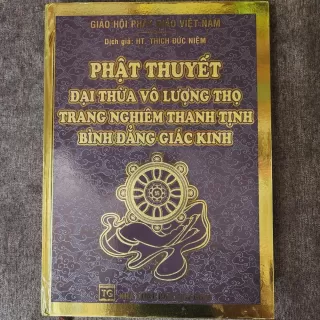 GIÁO HỘI PHẬT GIÁO VIỆT NAM
Dịch giả: HT. THÍCH ĐỨC NIỆM
PHẬT THUYẾT
ĐẠI THỪA VÔ LƯỢNG THỌ
TRANG NGHIÊM THANH TỊNH
BÌNH ĐẲNG GIÁC KINH
TG